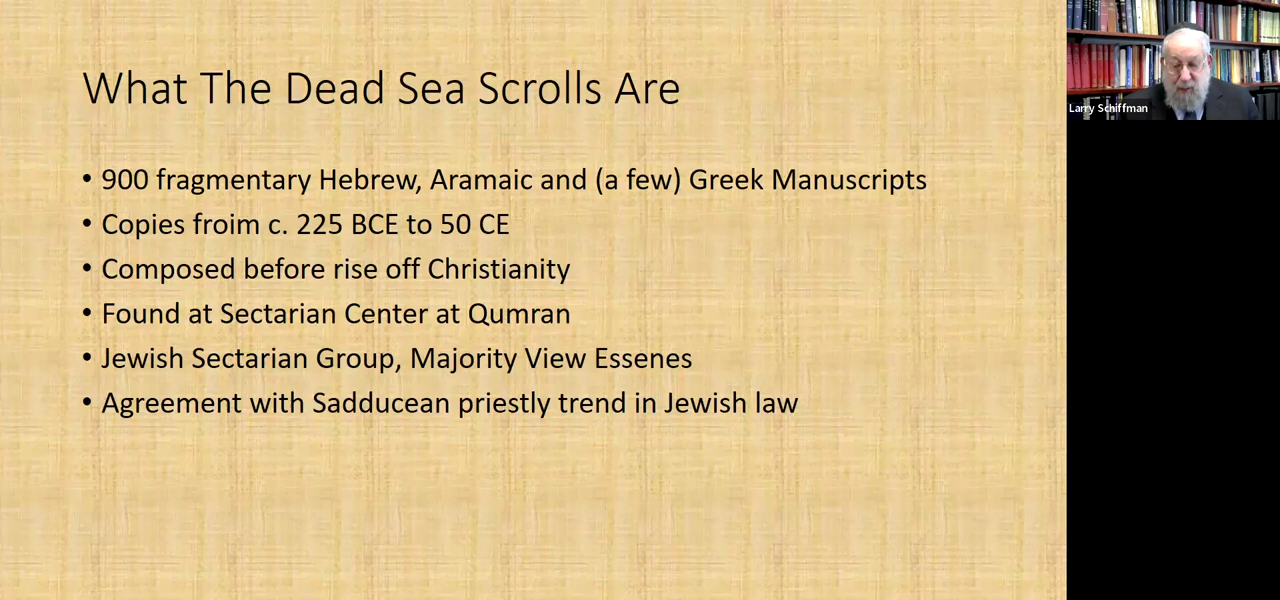 What The Dead Sea Scrolls Are
• 900 fragmentary Hebrew, Aramaic and (a few) Greek Manuscripts
• Copies froim c. 225 BCE to 50 CE
• Composed before rise off Christianity
• Found at Sectarian Center at Qumran
• Jewish Sectarian Group, Majority View Essenes
• Agreement with Sadducean priestly trend in Jewish law
Larry Schiffman